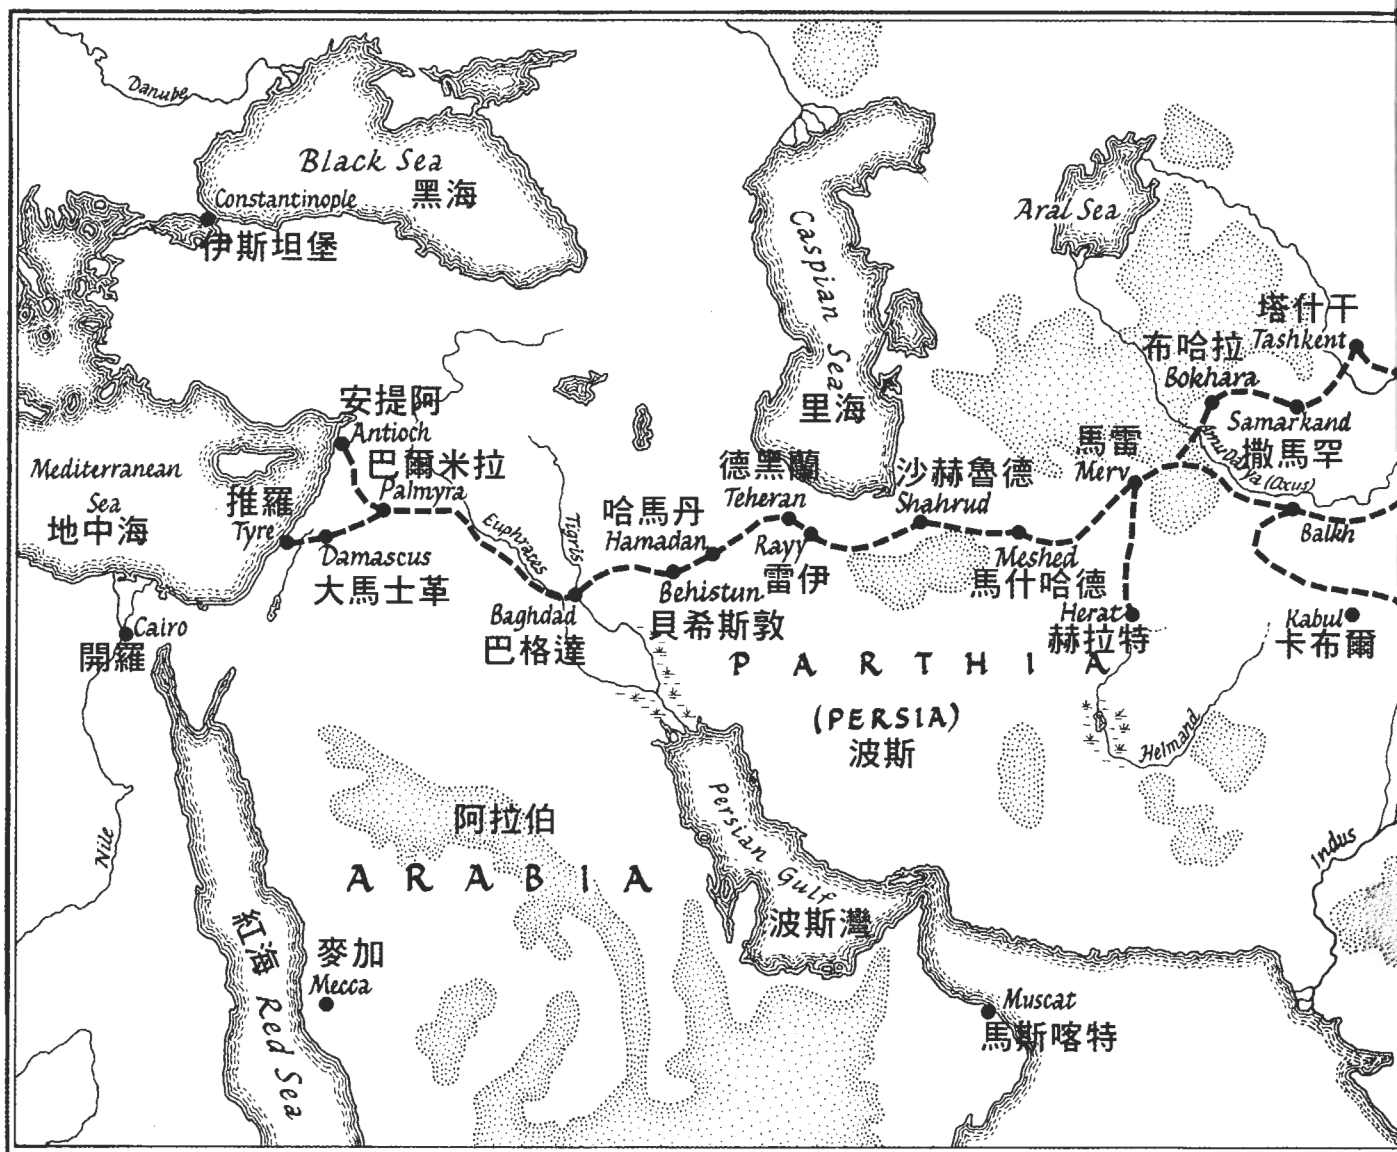 Danube
Black Sea
黑海
Constantinople
伊斯坦堡
Caspian Sea
里海
Aral Sea
塔什干
Tashkent
布哈拉
Bokhara
Samarkand
撒馬罕
Amu Darya (Oxus)
安提阿
Antioch
巴爾米拉
Palmyra
Mediterranean
Sea
地中海
推羅
Tyre
Damascus
大馬士革
Euphrates
Tigris
哈馬丹
Hamadan
德黑蘭
Teheran
Rayy
雷伊
沙赫魯德
Shahrud
馬雷
Merv
Meshed
馬什哈德
Balkh
Behistun
貝希斯敦
Baghdad
巴格達
Herat
赫拉特
Kabul
卡布爾
Cairo
開羅
PARTHIA
(PERSIA)
波斯
Helmand
Nile
阿拉伯
ARABIA
Persian Gulf
波斯灣
Indus
紅海 Red Sea
麥加
Mecca
Muscat
馬斯喀特